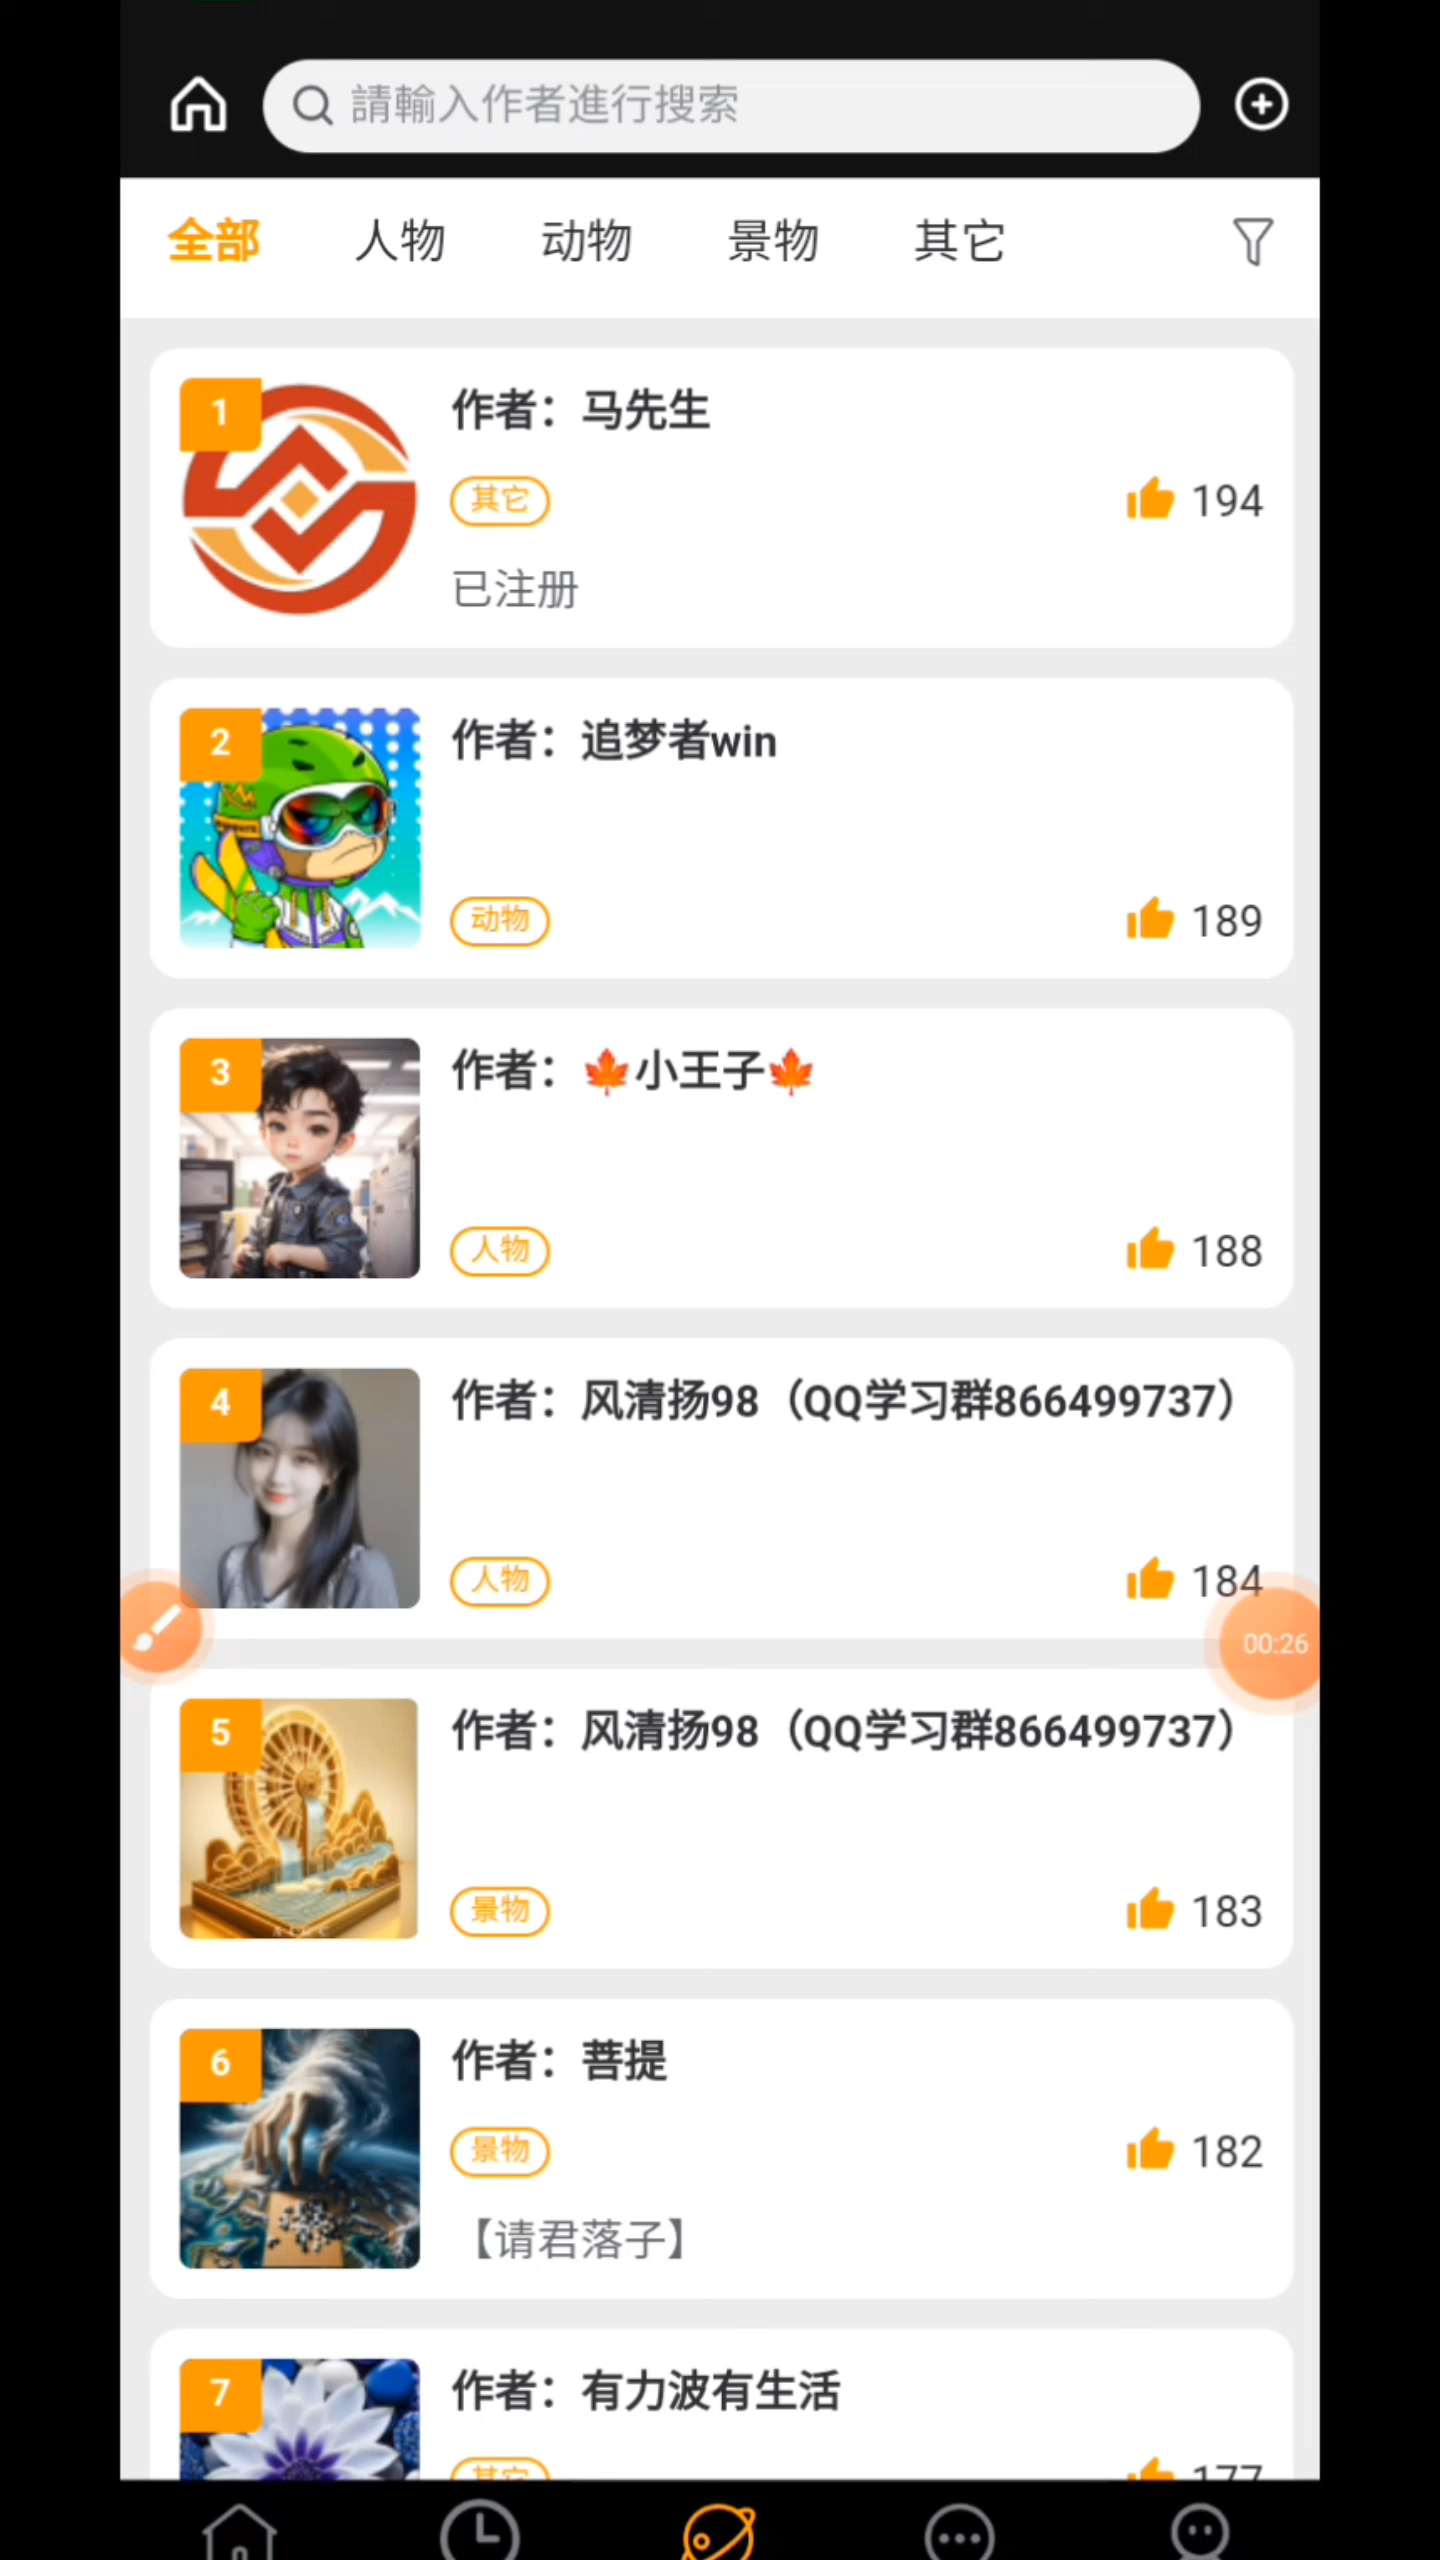 請輸入作者進行搜索
全部 人物 动物 景物 其它
1
作者：马先生
其它
194
已注册
2
作者：追梦者win
动物
189
3
作者：🍁小王子🍁
人物
188
4
作者：风清扬98（QQ学习群866499737）
人物
184
00:26
5
作者：风清扬98（QQ学习群866499737）
景物
183
6
作者：菩提
景物
182
【请君落子】
7
作者：有力波有生活
其它
177